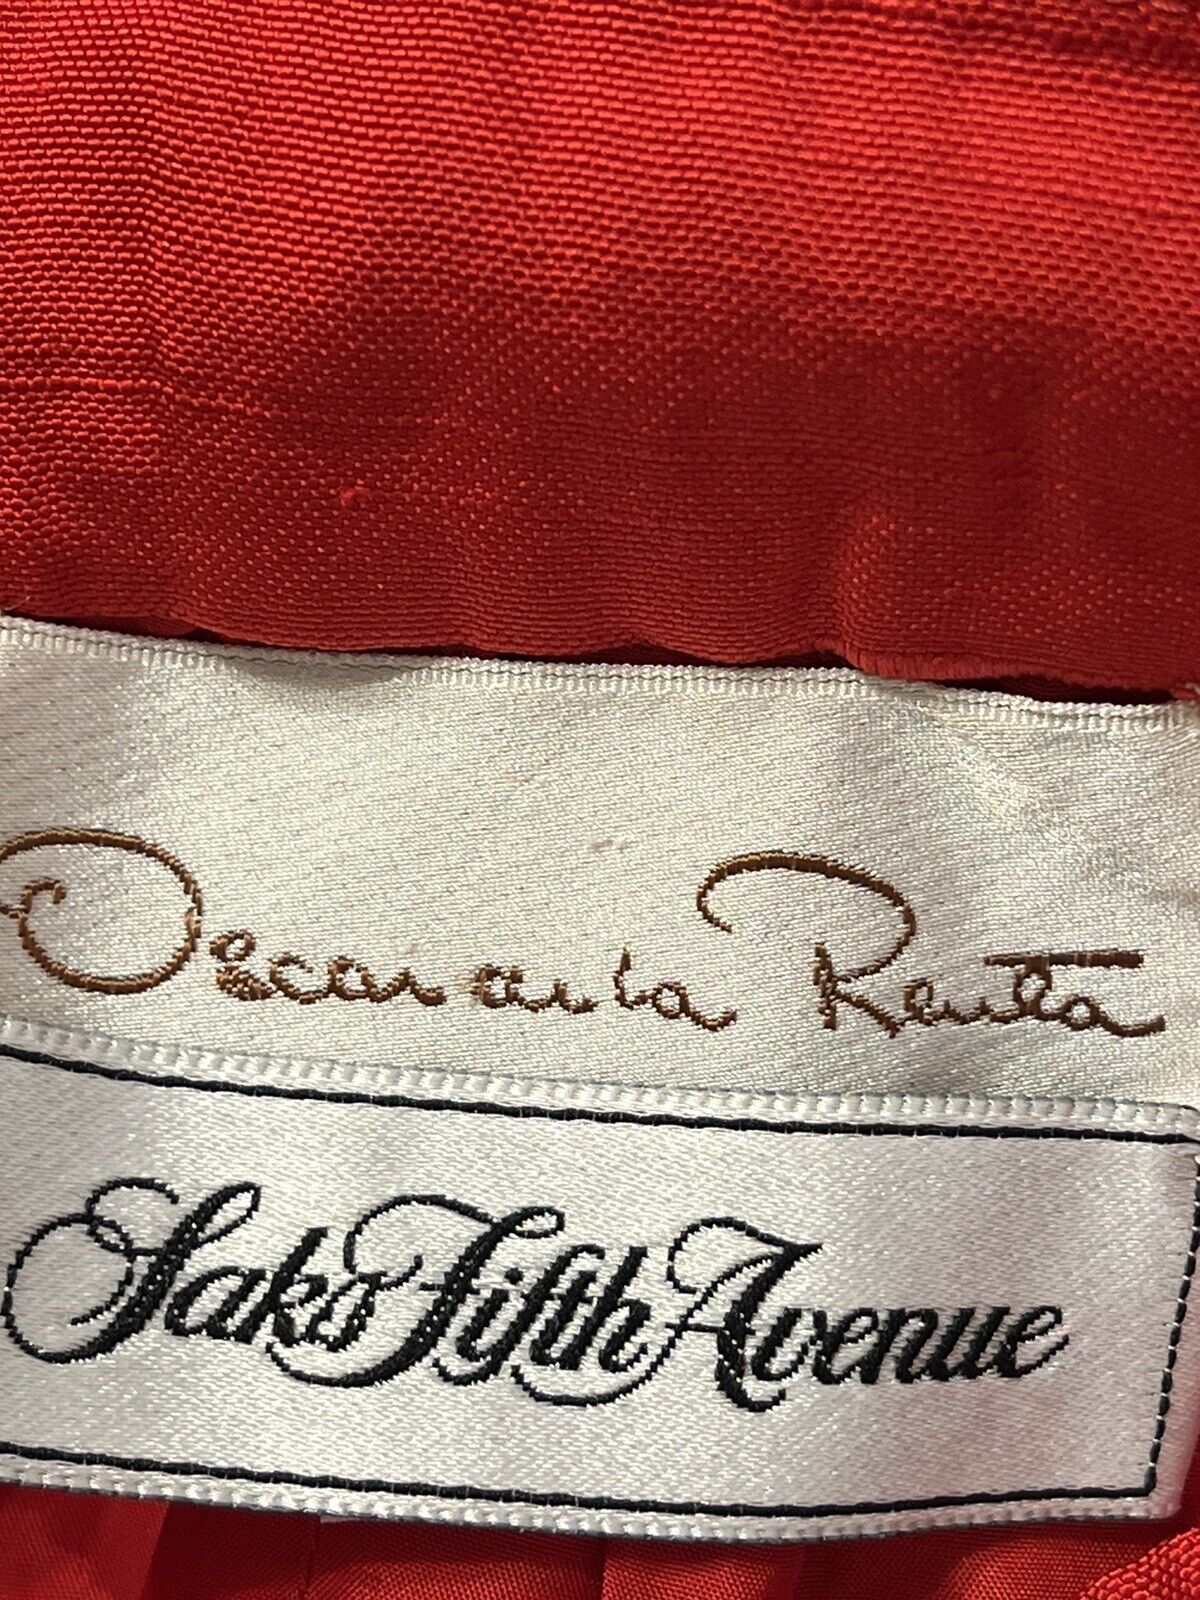 Oscar de la Renta
Saks Fifth Avenue